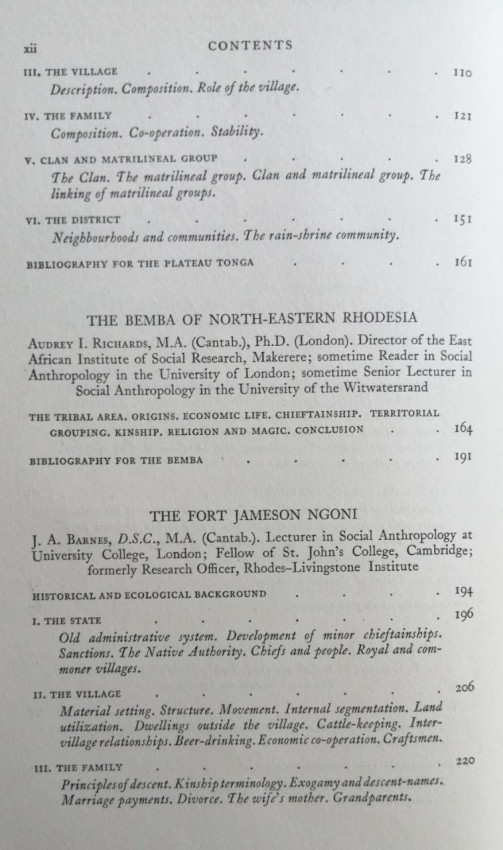 xii CONTENTS
III. THE VILLAGE . . . . . . . 110
Description. Composition. Role of the village.
IV. THE FAMILY . . . . . . . 121
Composition. Co-operation. Stability.
V. CLAN AND MATRILINEAL GROUP . . . . . 128
The Clan. The matrilineal group. Clan and matrilineal group. The
linking of matrilineal groups.
VI. THE DISTRICT . . . . . . . 151
Neighbourhoods and communities. The rain-shrine community.
BIBLIOGRAPHY FOR THE PLATEAU TONGA . . . . 161
THE BEMBA OF NORTH-EASTERN RHODESIA
AUDREY I. RICHARDS, M.A. (Cantab.), Ph.D. (London). Director of the East
African Institute of Social Research, Makerere; sometime Reader in Social
Anthropology in the University of London; sometime Senior Lecturer in
Social Anthropology in the University of the Witwatersrand
THE TRIBAL AREA. ORIGINS. ECONOMIC LIFE. CHIEFTAINSHIP. TERRITORIAL
GROUPING. KINSHIP. RELIGION AND MAGIC. CONCLUSION . . 164
BIBLIOGRAPHY FOR THE BEMBA . . . . . 191
THE FORT JAMESON NGONI
J. A. BARNES, D.S.C., M.A. (Cantab.). Lecturer in Social Anthropology at
University College, London; Fellow of St. John's College, Cambridge;
formerly Research Officer, Rhodes–Livingstone Institute
HISTORICAL AND ECOLOGICAL BACKGROUND . . . . 194
I. THE STATE . . . . . . . 196
Old administrative system. Development of minor chieftainships.
Sanctions. The Native Authority. Chiefs and people. Royal and com-
moner villages.
II. THE VILLAGE . . . . . . . 206
Material setting. Structure. Movement. Internal segmentation. Land
utilization. Dwellings outside the village. Cattle-keeping. Inter-
village relationships. Beer-drinking. Economic co-operation. Craftsmen.
III. THE FAMILY . . . . . . . 220
Principles of descent. Kinship terminology. Exogamy and descent-names.
Marriage payments. Divorce. The wife's mother. Grandparents.